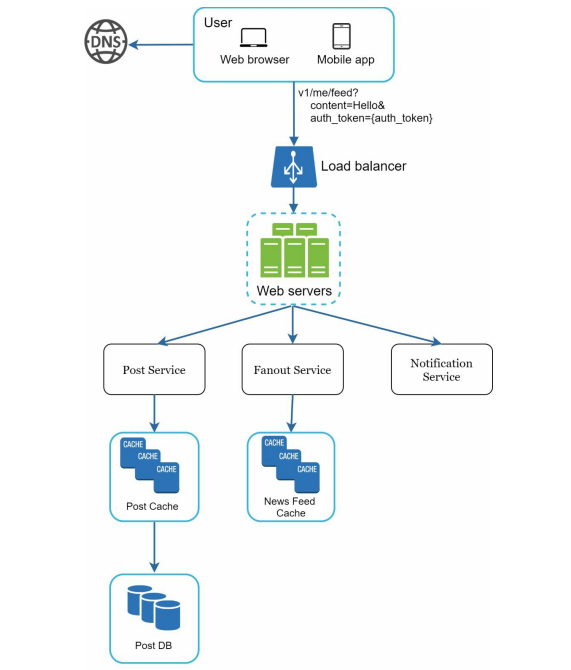 User
DNS
Web browser
Mobile app
v1/me/feed?
content=Hello&
auth_token={auth_token}
Load balancer
Web servers
Post Service
Fanout Service
Notification
Service
CACHE
CACHE
CACHE
Post Cache
CACHE
CACHE
CACHE
News Feed
Cache
Post DB